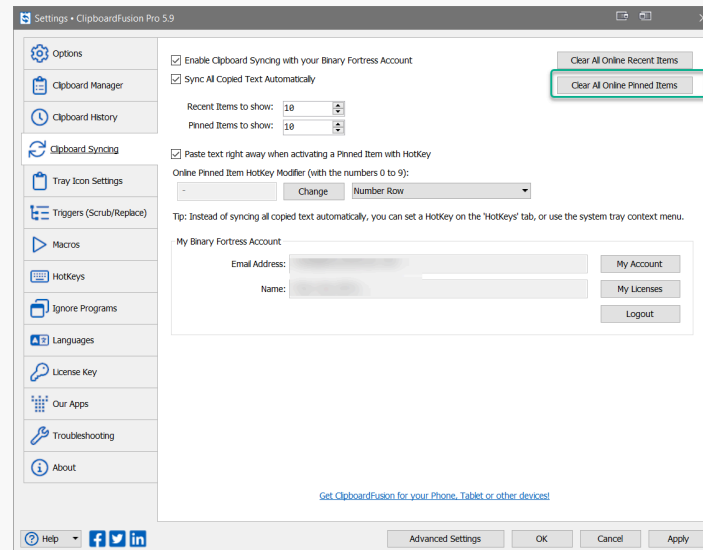 Settings • ClipboardFusion Pro 5.9
Options
Clipboard Manager
Clipboard History
Clipboard Syncing
Tray Icon Settings
Triggers (Scrub/Replace)
Macros
HotKeys
Ignore Programs
Languages
License Key
Our Apps
Troubleshooting
About
Enable Clipboard Syncing with your Binary Fortress Account
Clear All Online Recent Items
Sync All Copied Text Automatically
Clear All Online Pinned Items
Recent Items to show: 10
Pinned Items to show: 10
Paste text right away when activating a Pinned Item with HotKey
Online Pinned Item HotKey Modifier (with the numbers 0 to 9):
- Change Number Row
Tip: Instead of syncing all copied text automatically, you can set a HotKey on the 'HotKeys' tab, or use the system tray context menu.
My Binary Fortress Account
Email Address: My Account
Name: My Licenses
Logout
Get ClipboardFusion for your Phone, Tablet or other devices!
Help
Advanced Settings OK Cancel Apply